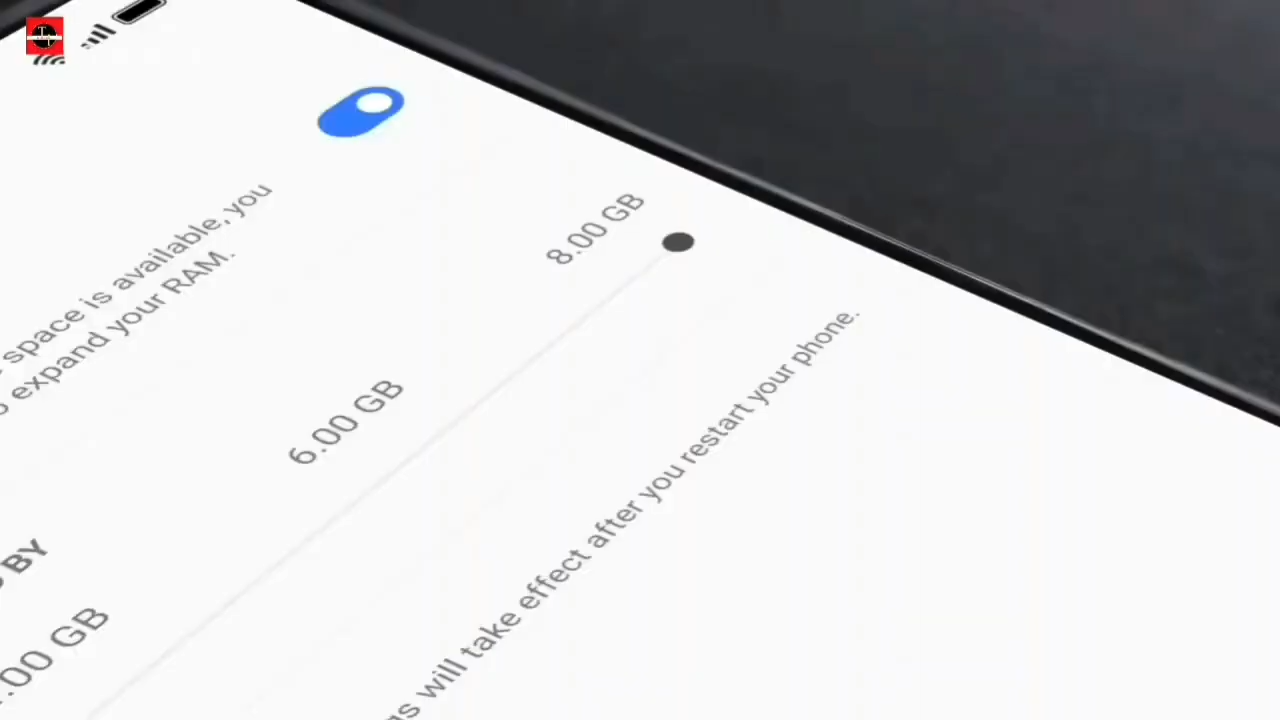 space is available, you
expand your RAM.
BY
.00 GB
6.00 GB
8.00 GB
will take effect after you restart your phone.